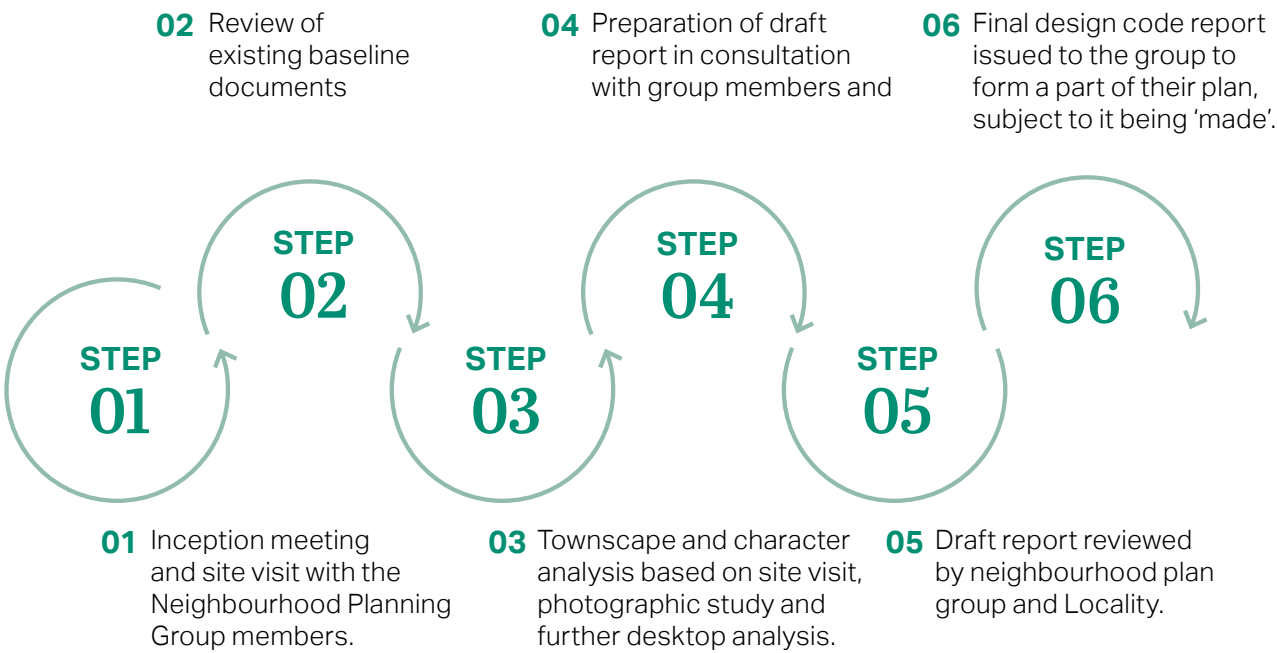 02 Review of
existing baseline
documents
04 Preparation of draft
report in consultation
with group members and
06 Final design code report
issued to the group to
form a part of their plan,
subject to it being ‘made’.
STEP
01
STEP
02
STEP
03
STEP
04
STEP
05
STEP
06
01 Inception meeting
and site visit with the
Neighbourhood Planning
Group members.
03 Townscape and character
analysis based on site visit,
photographic study and
further desktop analysis.
05 Draft report reviewed
by neighbourhood plan
group and Locality.